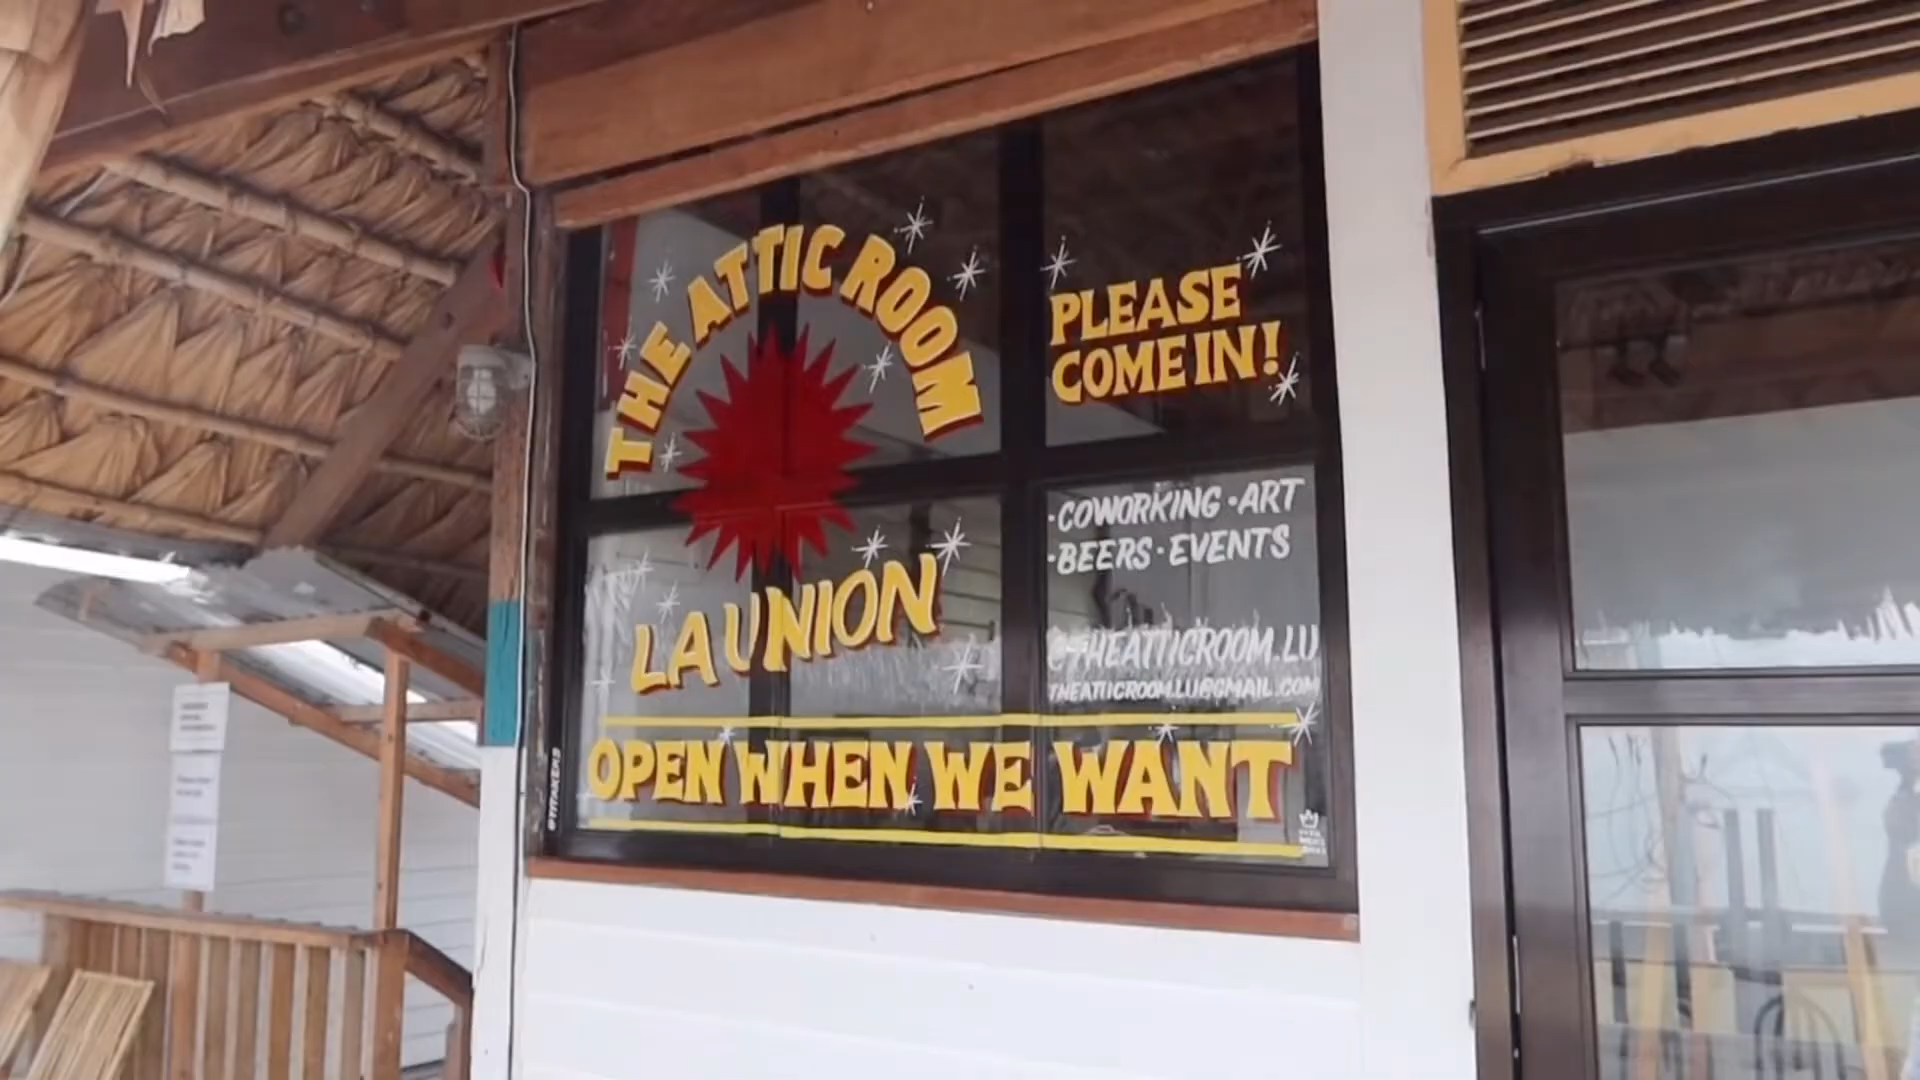 THE ATTIC ROOM
LA UNION
PLEASE
COME IN!
·COWORKING ·ART
·BEERS ·EVENTS
@THEATTICROOM.LU
THEATTICROOM.LU@GMAIL.COM
OPEN WHEN WE WANT